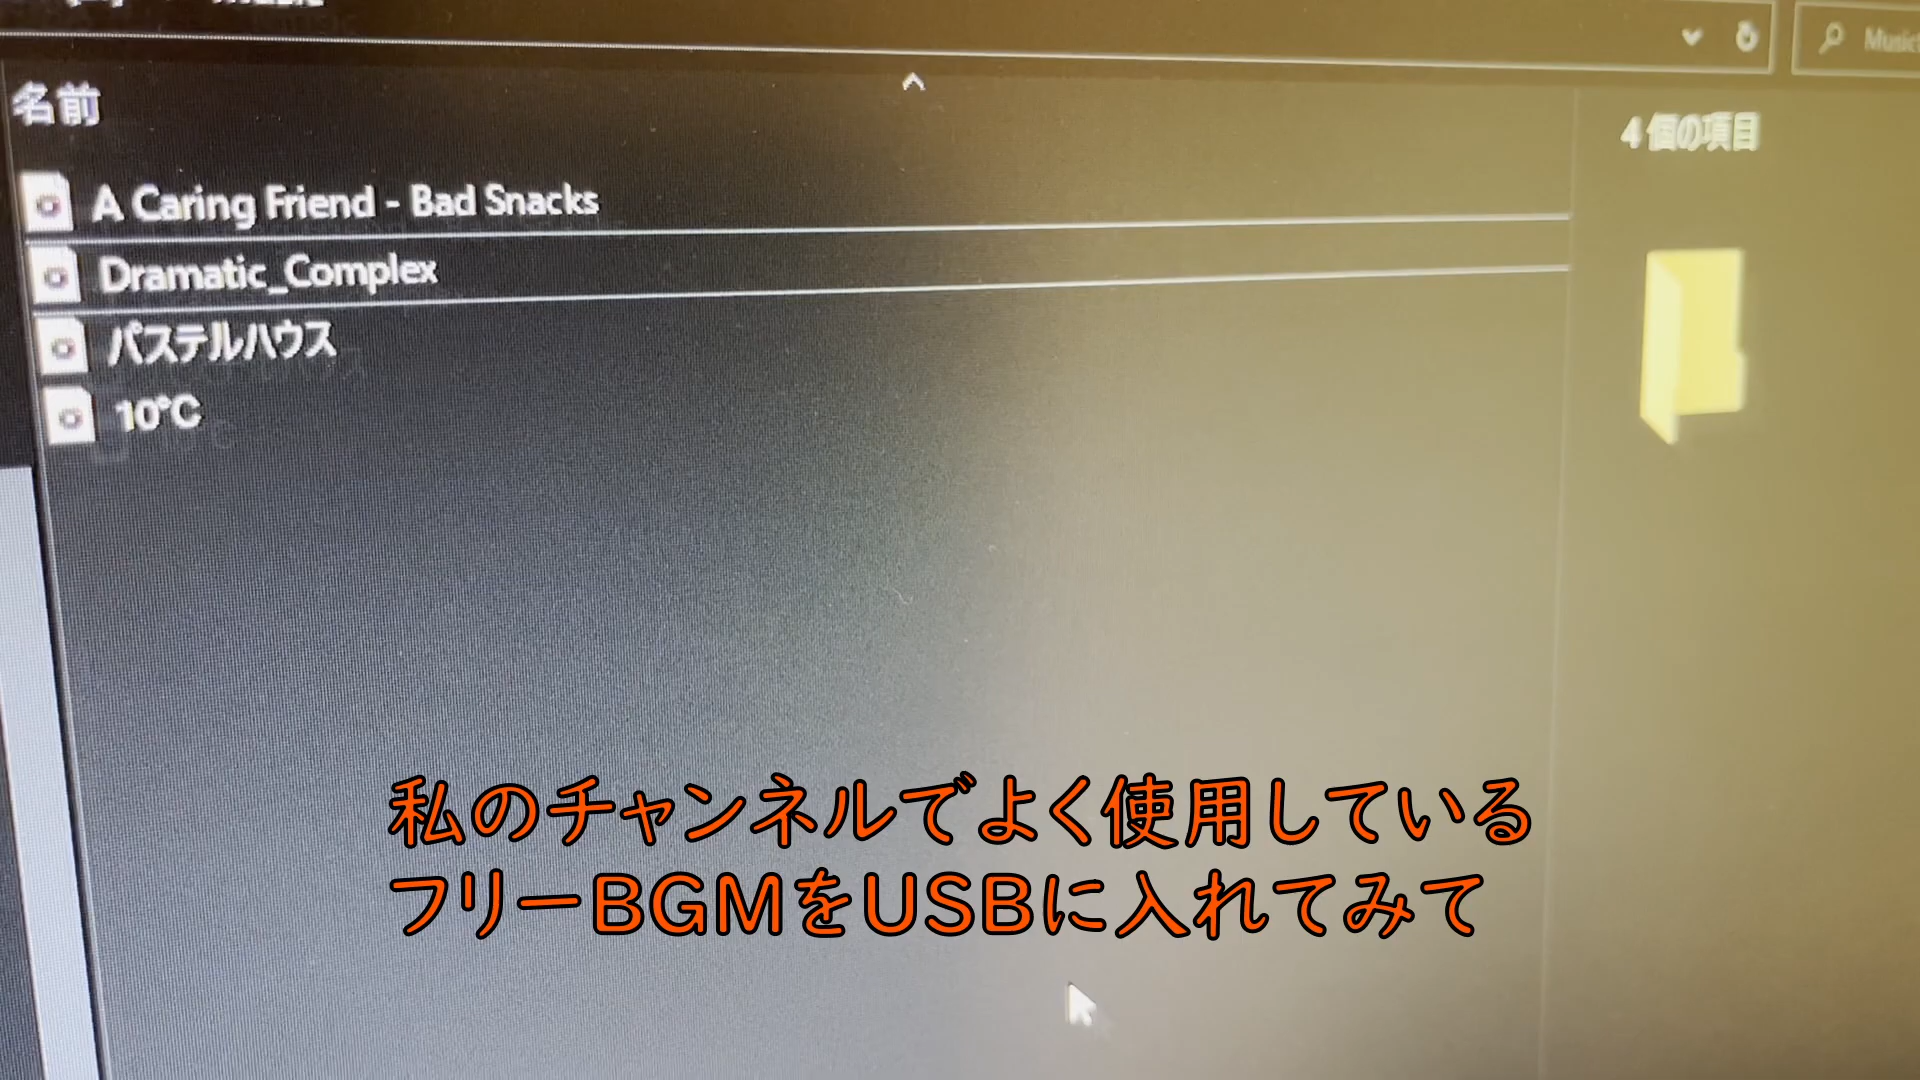 Music
名前
4 個の項目
A Caring Friend - Bad Snacks
Dramatic_Complex
パステルハウス
10°C
私のチャンネルでよく使用している
フリーBGMをUSBに入れてみて